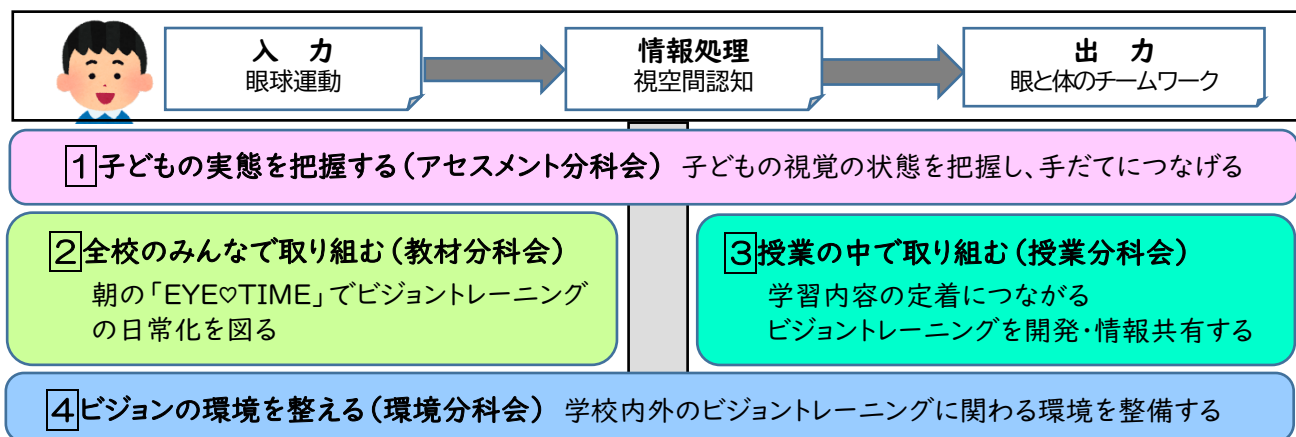 入　力
眼球運動
情報処理
視空間認知
出　力
眼と体のチームワーク
1子どもの実態を把握する(アセスメント分科会) 子どもの視覚の状態を把握し、手だてにつなげる
2全校のみんなで取り組む(教材分科会)
朝の「EYE♡TIME」でビジョントレーニング
の日常化を図る
3授業の中で取り組む(授業分科会)
学習内容の定着につながる
ビジョントレーニングを開発・情報共有する
4ビジョンの環境を整える(環境分科会) 学校内外のビジョントレーニングに関わる環境を整備する